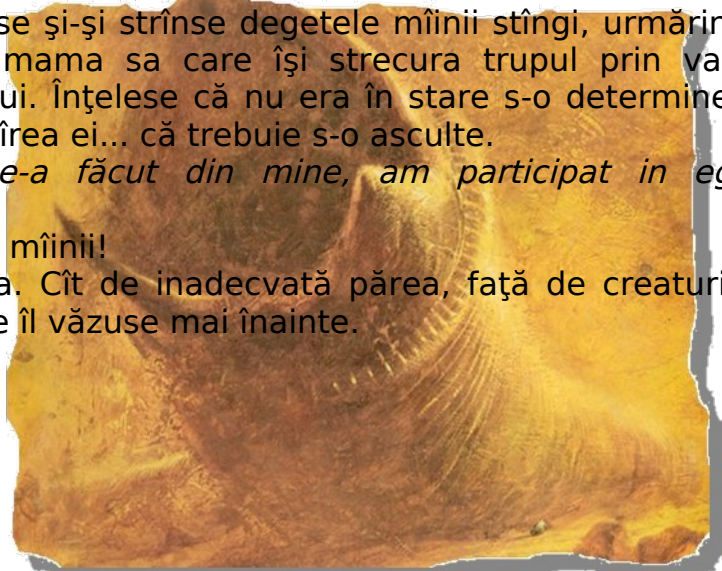 se şi-şi strînse degetele mîinii stîngi, urmărin
mama sa care îşi strecura trupul prin va
ui. Înţelese că nu era în stare s-o determine
îrea ei... că trebuie s-o asculte.
e-a făcut din mine, am participat in eg
mîinii!
a. Cît de inadecvată părea, faţă de creaturi
e îl văzuse mai înainte.